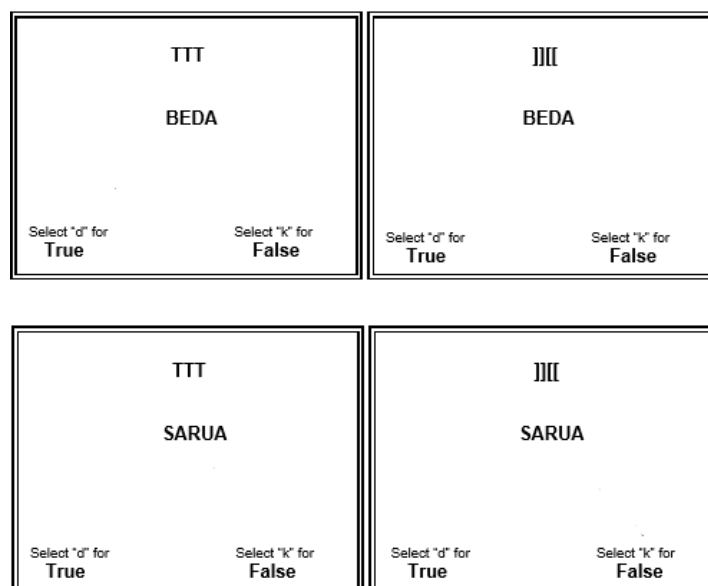 TTT
BEDA
Select "d" for
True
Select "k" for
False
]][[
BEDA
Select "d" for
True
Select "k" for
False
TTT
SARUA
Select "d" for
True
Select "k" for
False
]][[
SARUA
Select "d" for
True
Select "k" for
False